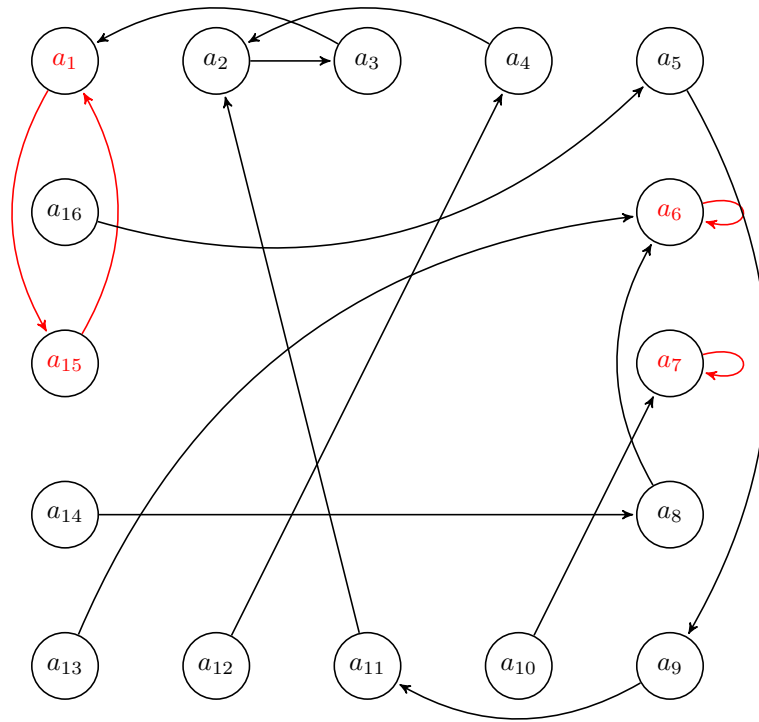 a₁ a₂ a₃ a₄ a₅
a₁₆ a₆
a₁₅ a₇
a₁₄ a₈
a₁₃ a₁₂ a₁₁ a₁₀ a₉